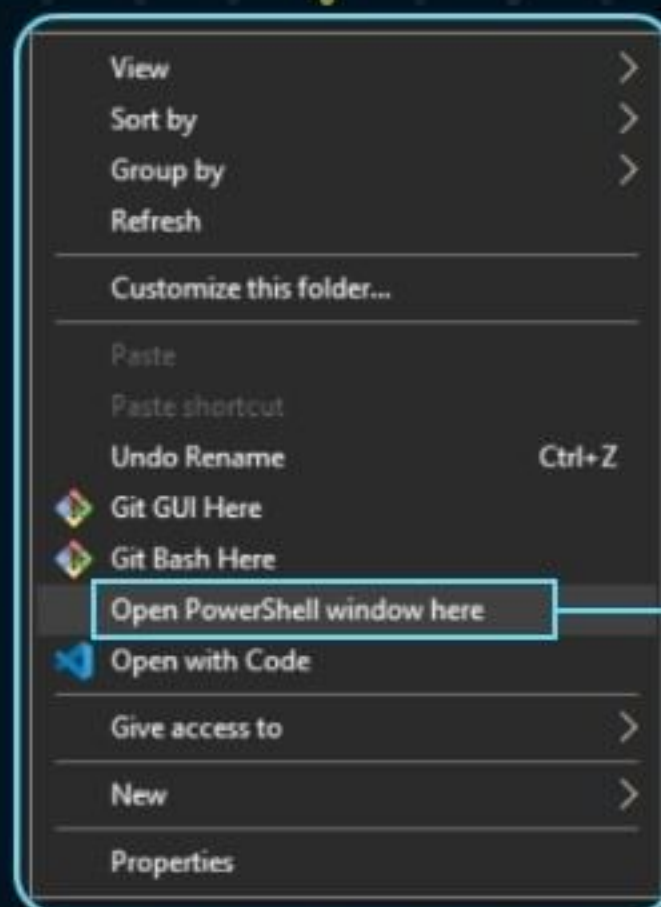 View
Sort by
Group by
Refresh
Customize this folder...
Paste
Paste shortcut
Undo Rename Ctrl+Z
Git GUI Here
Git Bash Here
Open PowerShell window here
Open with Code
Give access to
New
Properties